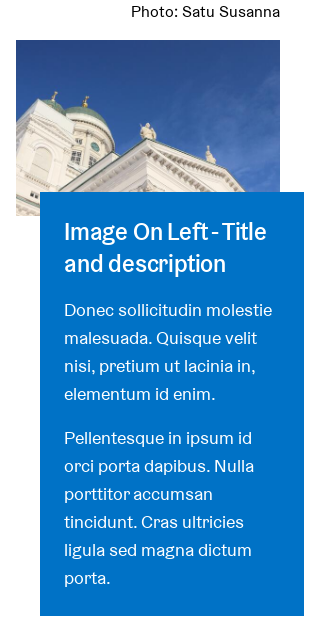 Photo: Satu Susanna
Image On Left - Title
and description
Donec sollicitudin molestie
malesuada. Quisque velit
nisi, pretium ut lacinia in,
elementum id enim.
Pellentesque in ipsum id
orci porta dapibus. Nulla
porttitor accumsan
tincidunt. Cras ultricies
ligula sed magna dictum
porta.